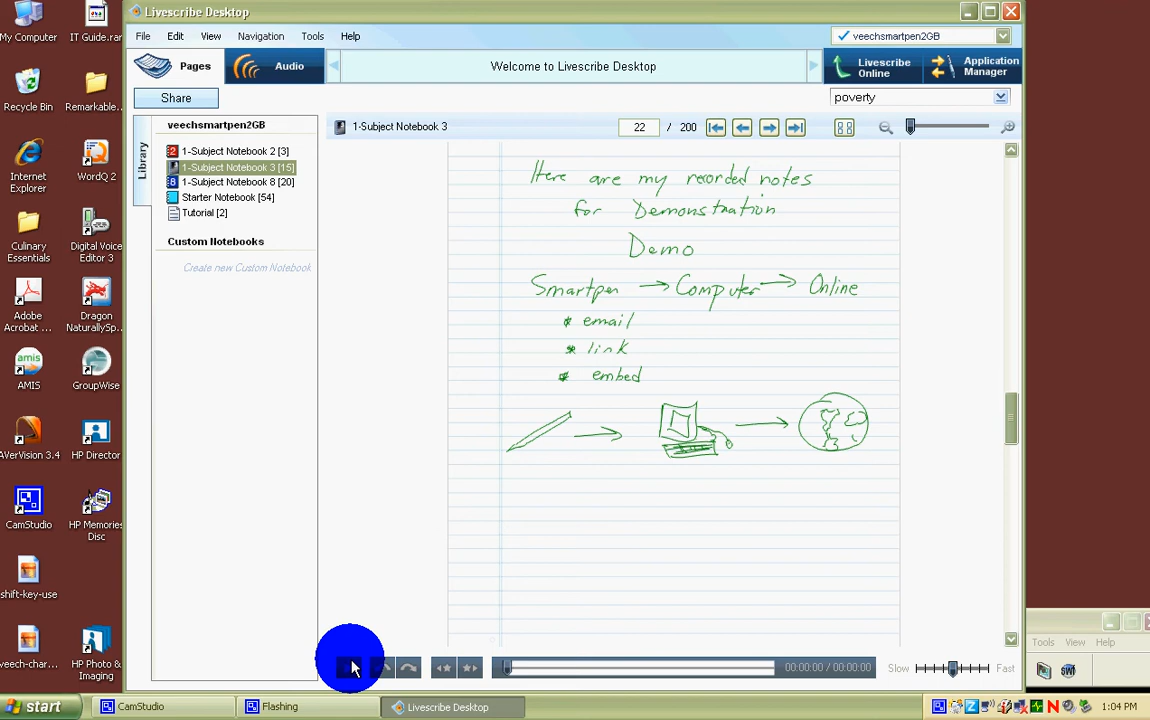 My Computer
IT Guide.rar
Recycle Bin
Remarkable...
Internet
Explorer
WordQ 2
Culinary
Essentials
Digital Voice
Editor 3
Adobe
Acrobat ...
Dragon
NaturallySp...
AMIS
GroupWise
AVerVision 3.4
HP Director
CamStudio
HP Memories
Disc
shift-key-use
veech-char...
HP Photo &
Imaging
Livescribe Desktop
File Edit View Navigation Tools Help
veechsmartpen2GB
Pages
Audio
Welcome to Livescribe Desktop
Livescribe
Online
Application
Manager
Share
poverty
Library
veechsmartpen2GB
1-Subject Notebook 2 [3]
1-Subject Notebook 3 [15]
1-Subject Notebook 8 [20]
Starter Notebook [54]
Tutorial [2]
Custom Notebooks
Create new Custom Notebook
1-Subject Notebook 3
22 / 200
Here are my recorded notes
for Demonstration
Demo
Smartpen → Computer → Online
* email
* link
* embed
00:00:00 / 00:00:00
Slow
Fast
Tools View Help
start
CamStudio
Flashing
Livescribe Desktop
1:04 PM